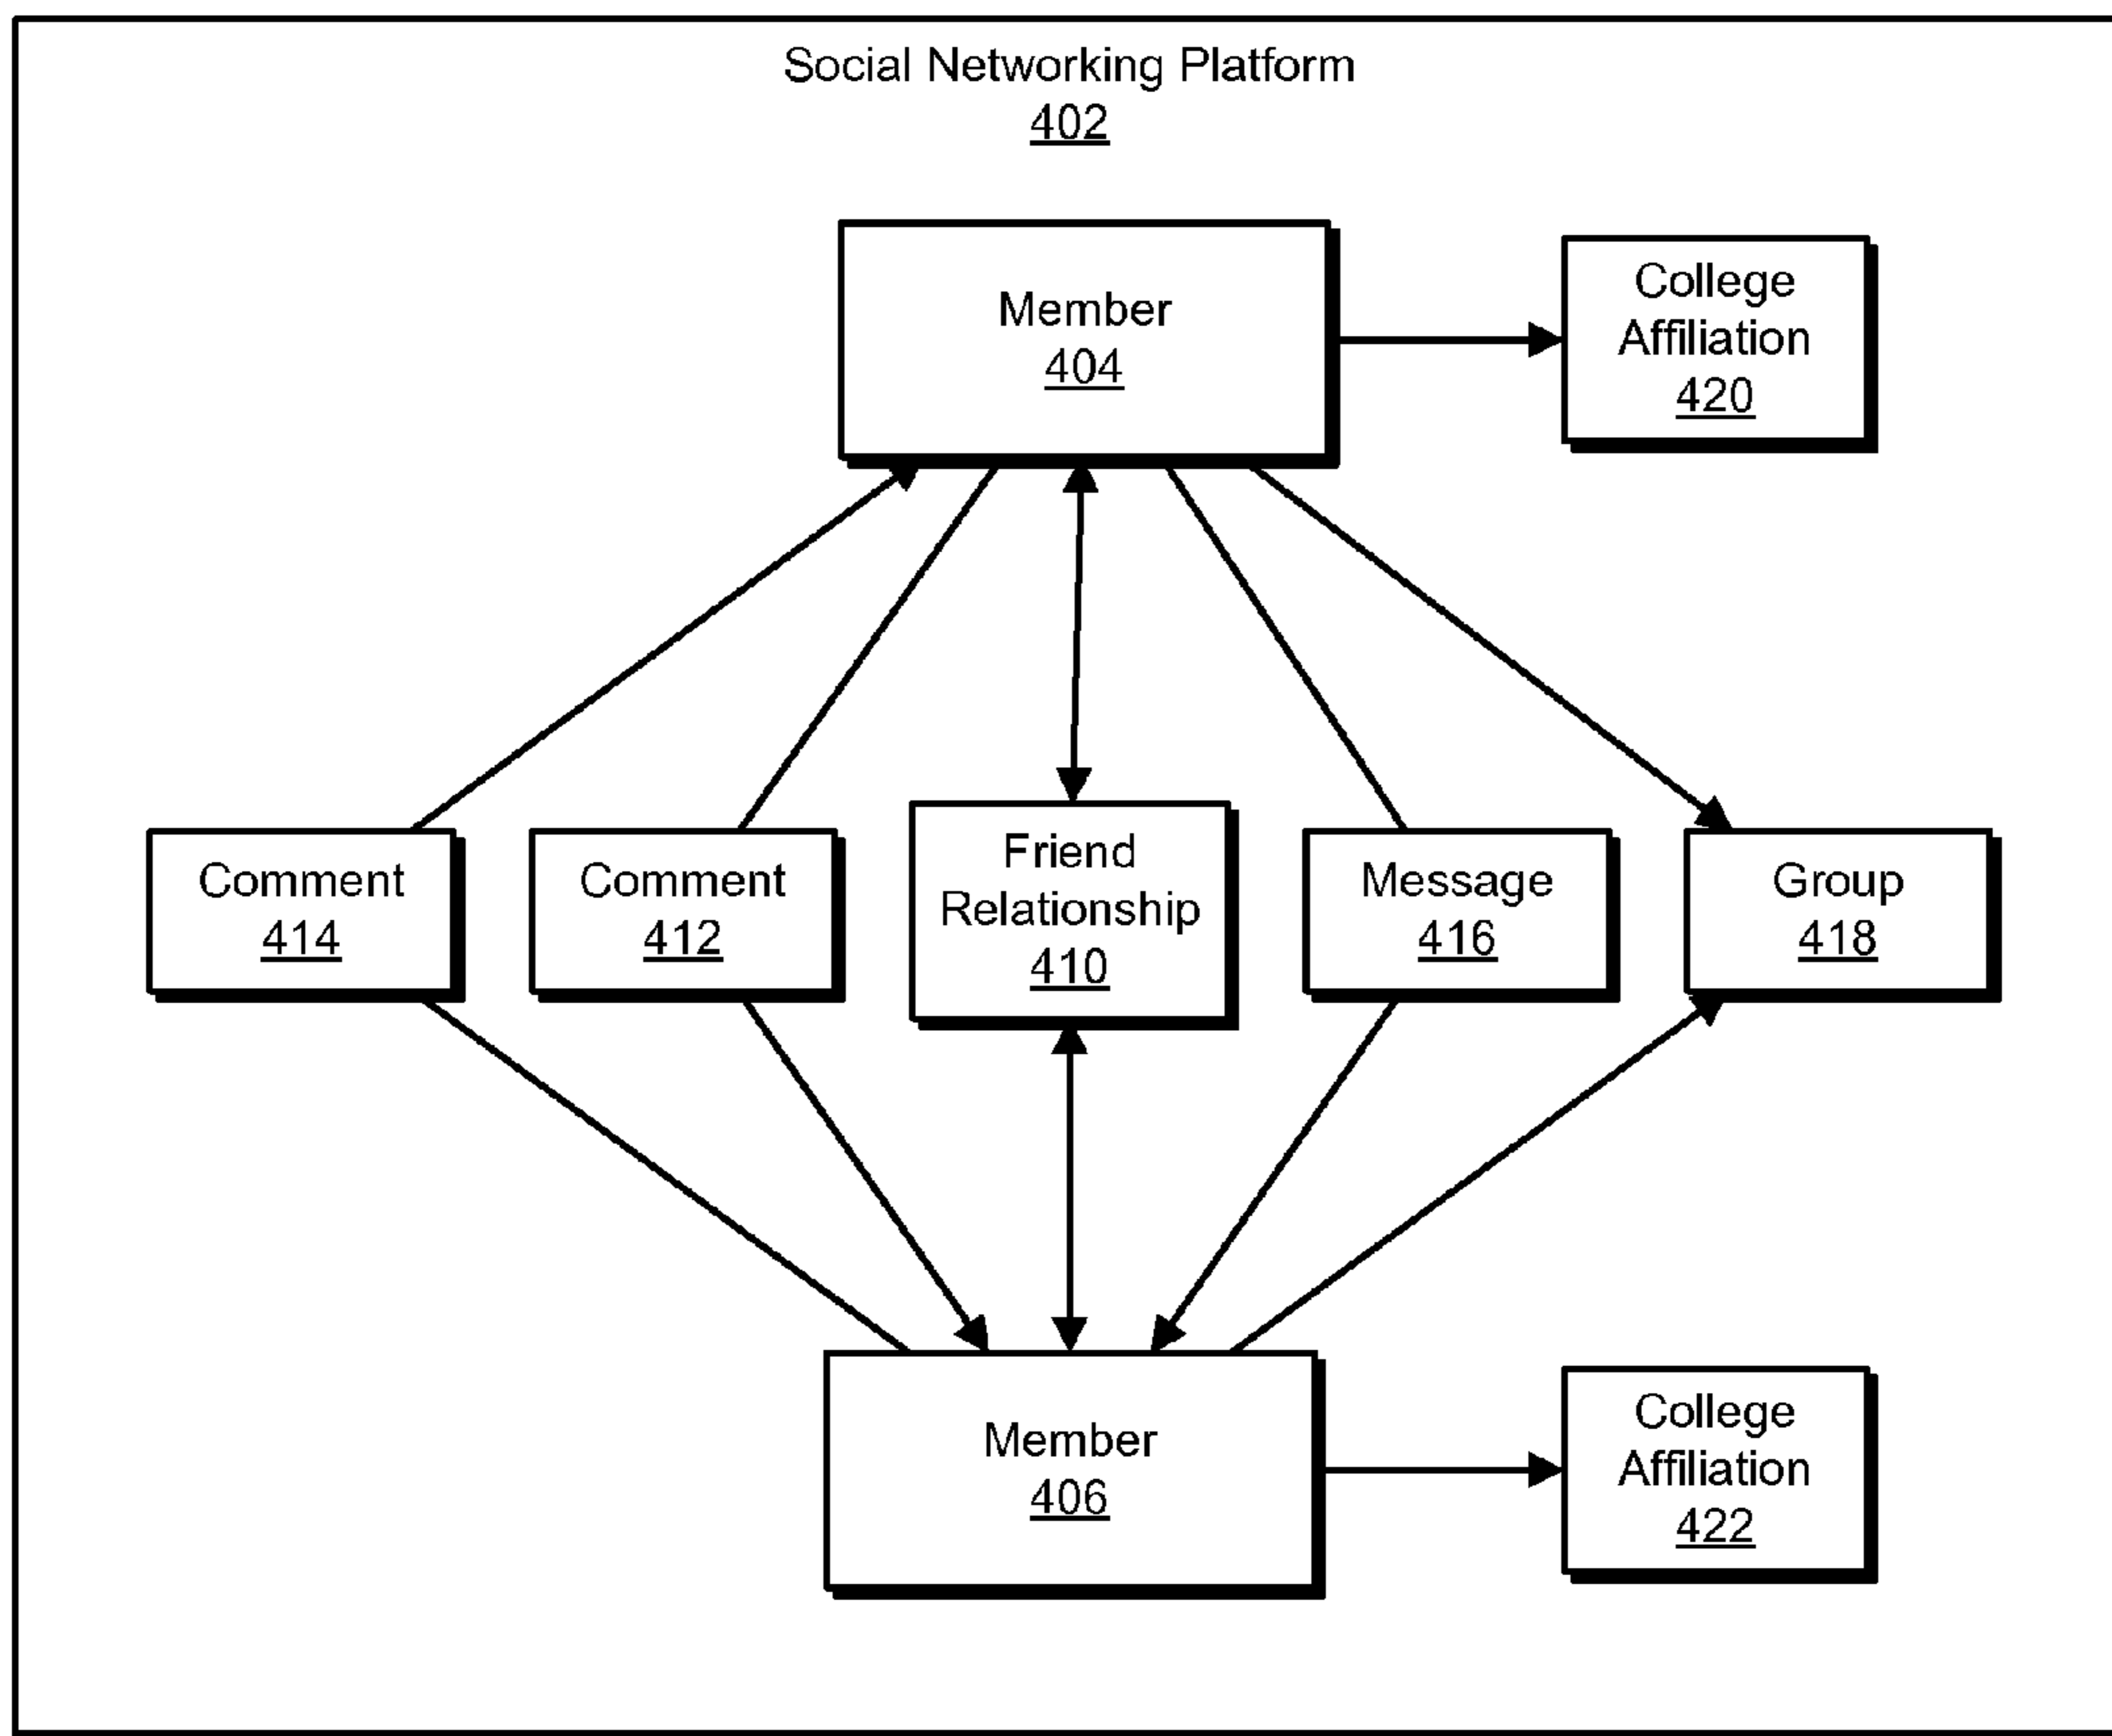 Social Networking Platform
402
Member
404
College
Affiliation
420
Comment
414
Comment
412
Friend
Relationship
410
Message
416
Group
418
Member
406
College
Affiliation
422